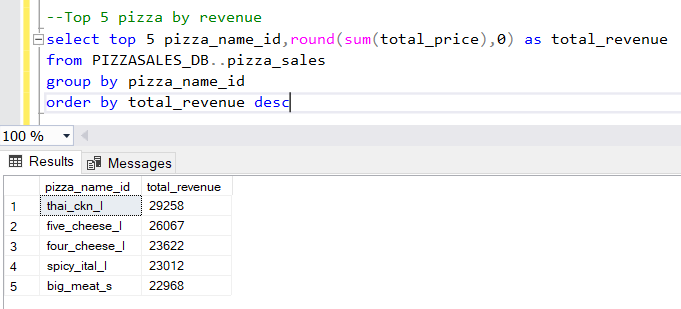 --Top 5 pizza by revenue
select top 5 pizza_name_id,round(sum(total_price),0) as total_revenue
from PIZZASALES_DB..pizza_sales
group by pizza_name_id
order by total_revenue desc
100 %
Results Messages
pizza_name_id total_revenue
1 thai_ckn_l 29258
2 five_cheese_l 26067
3 four_cheese_l 23622
4 spicy_ital_l 23012
5 big_meat_s 22968